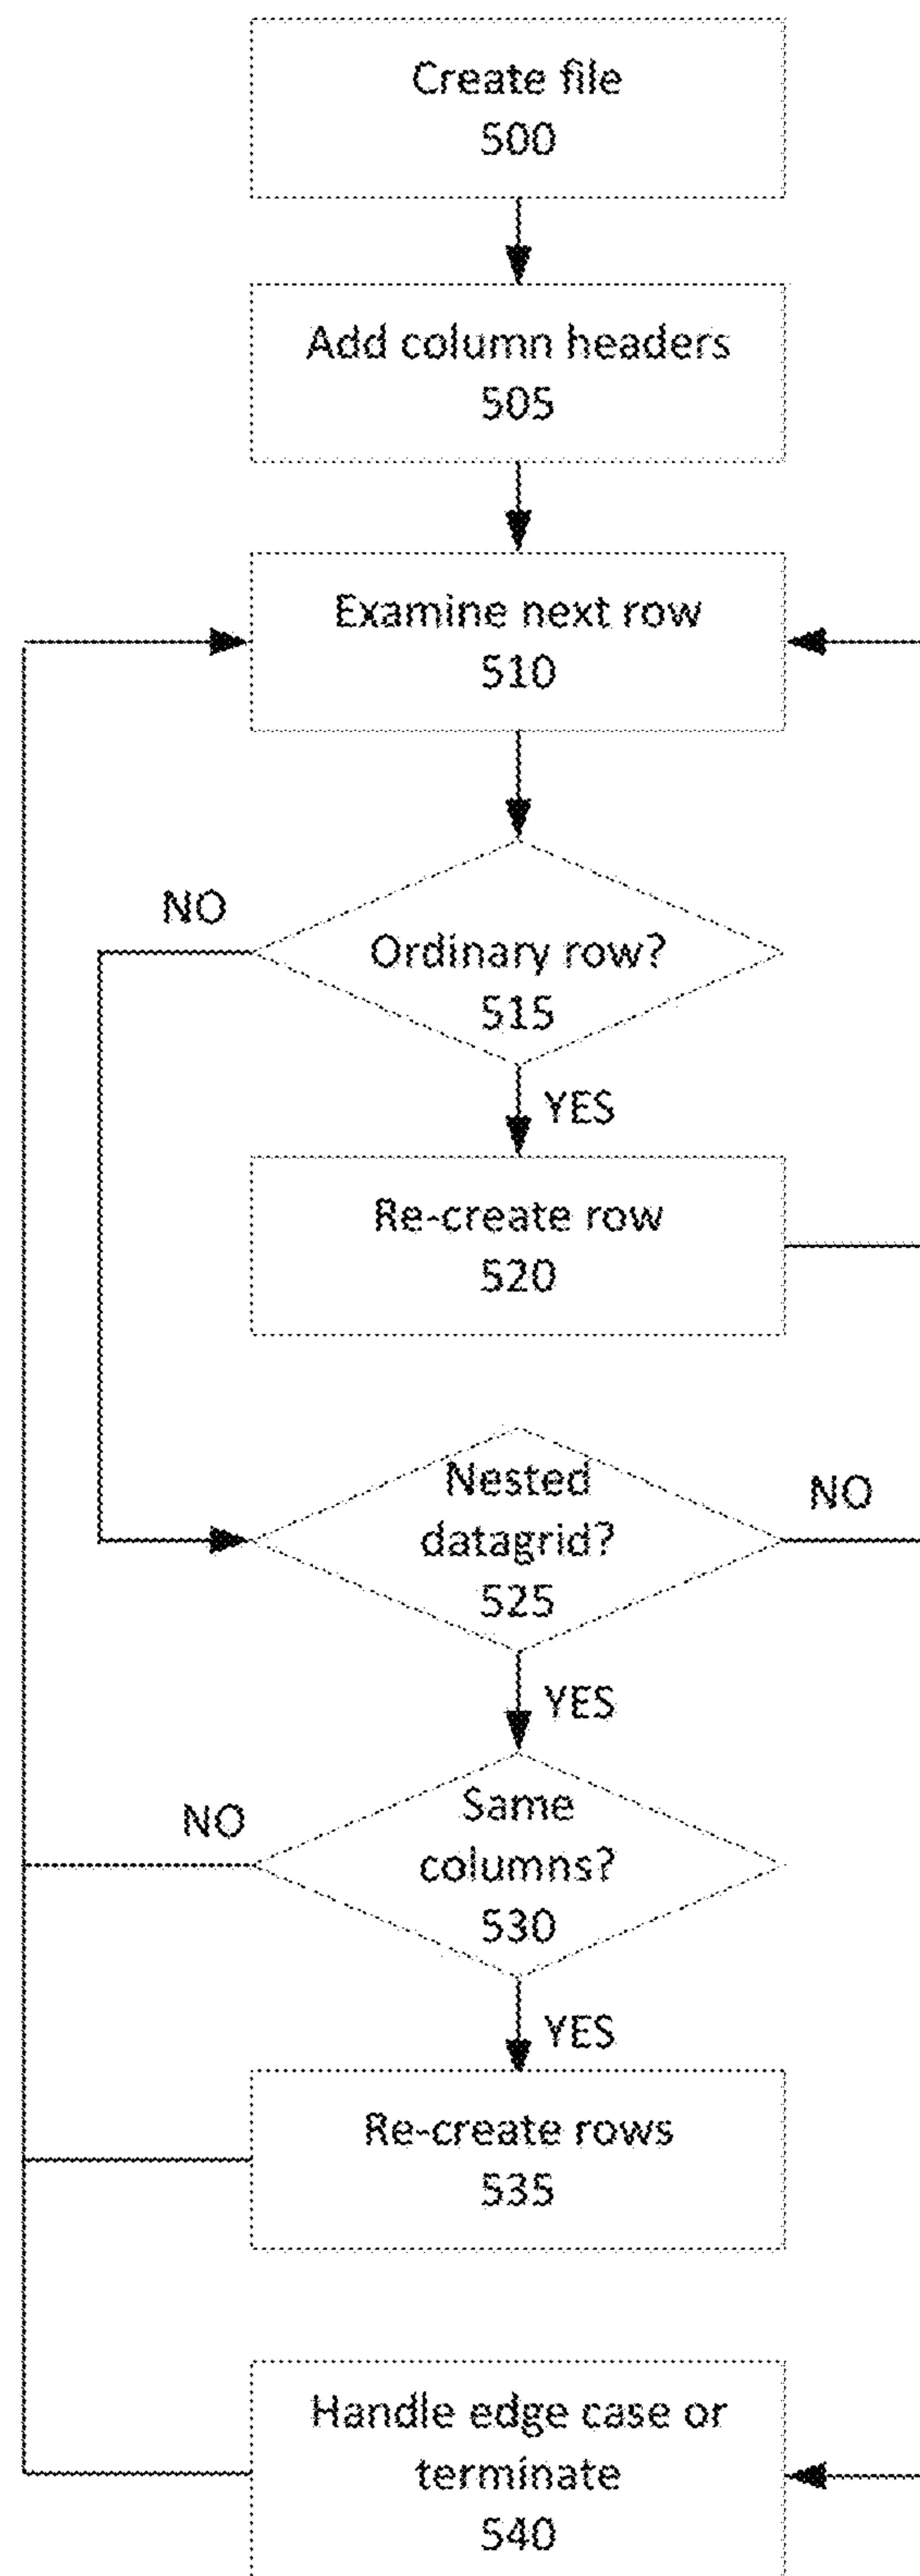 Create file
500
Add column headers
505
Examine next row
510
NO
Ordinary row?
515
YES
Re-create row
520
Nested
datagrid?
525
NO
YES
Same
columns?
530
NO
YES
Re-create rows
535
Handle edge case or
terminate
540